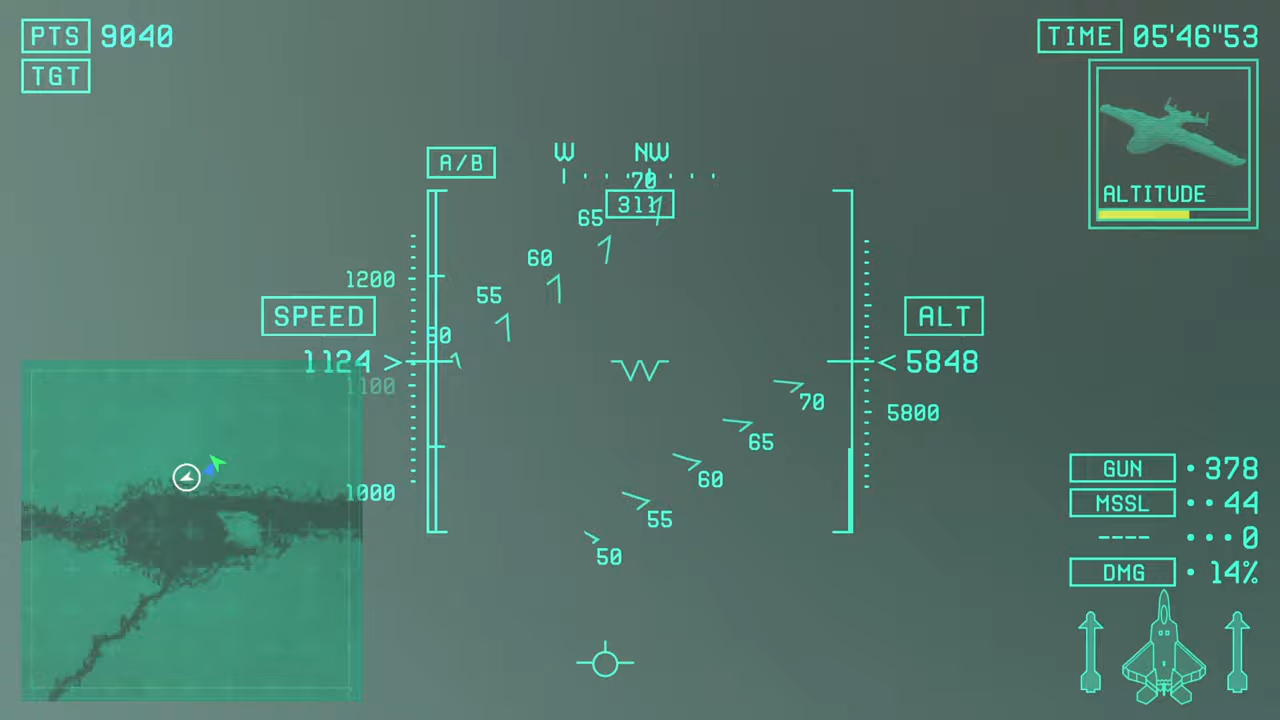 PTS 9040
TIME 05'46"53
TGT
A/B
W NW
70
311
ALTITUDE
65
60
55
50
1200
SPEED
ALT
1124 > < 5848
1100
5800
1000
70
65
60
55
50
GUN 378
MSSL 44
---- 0
DMG 14%